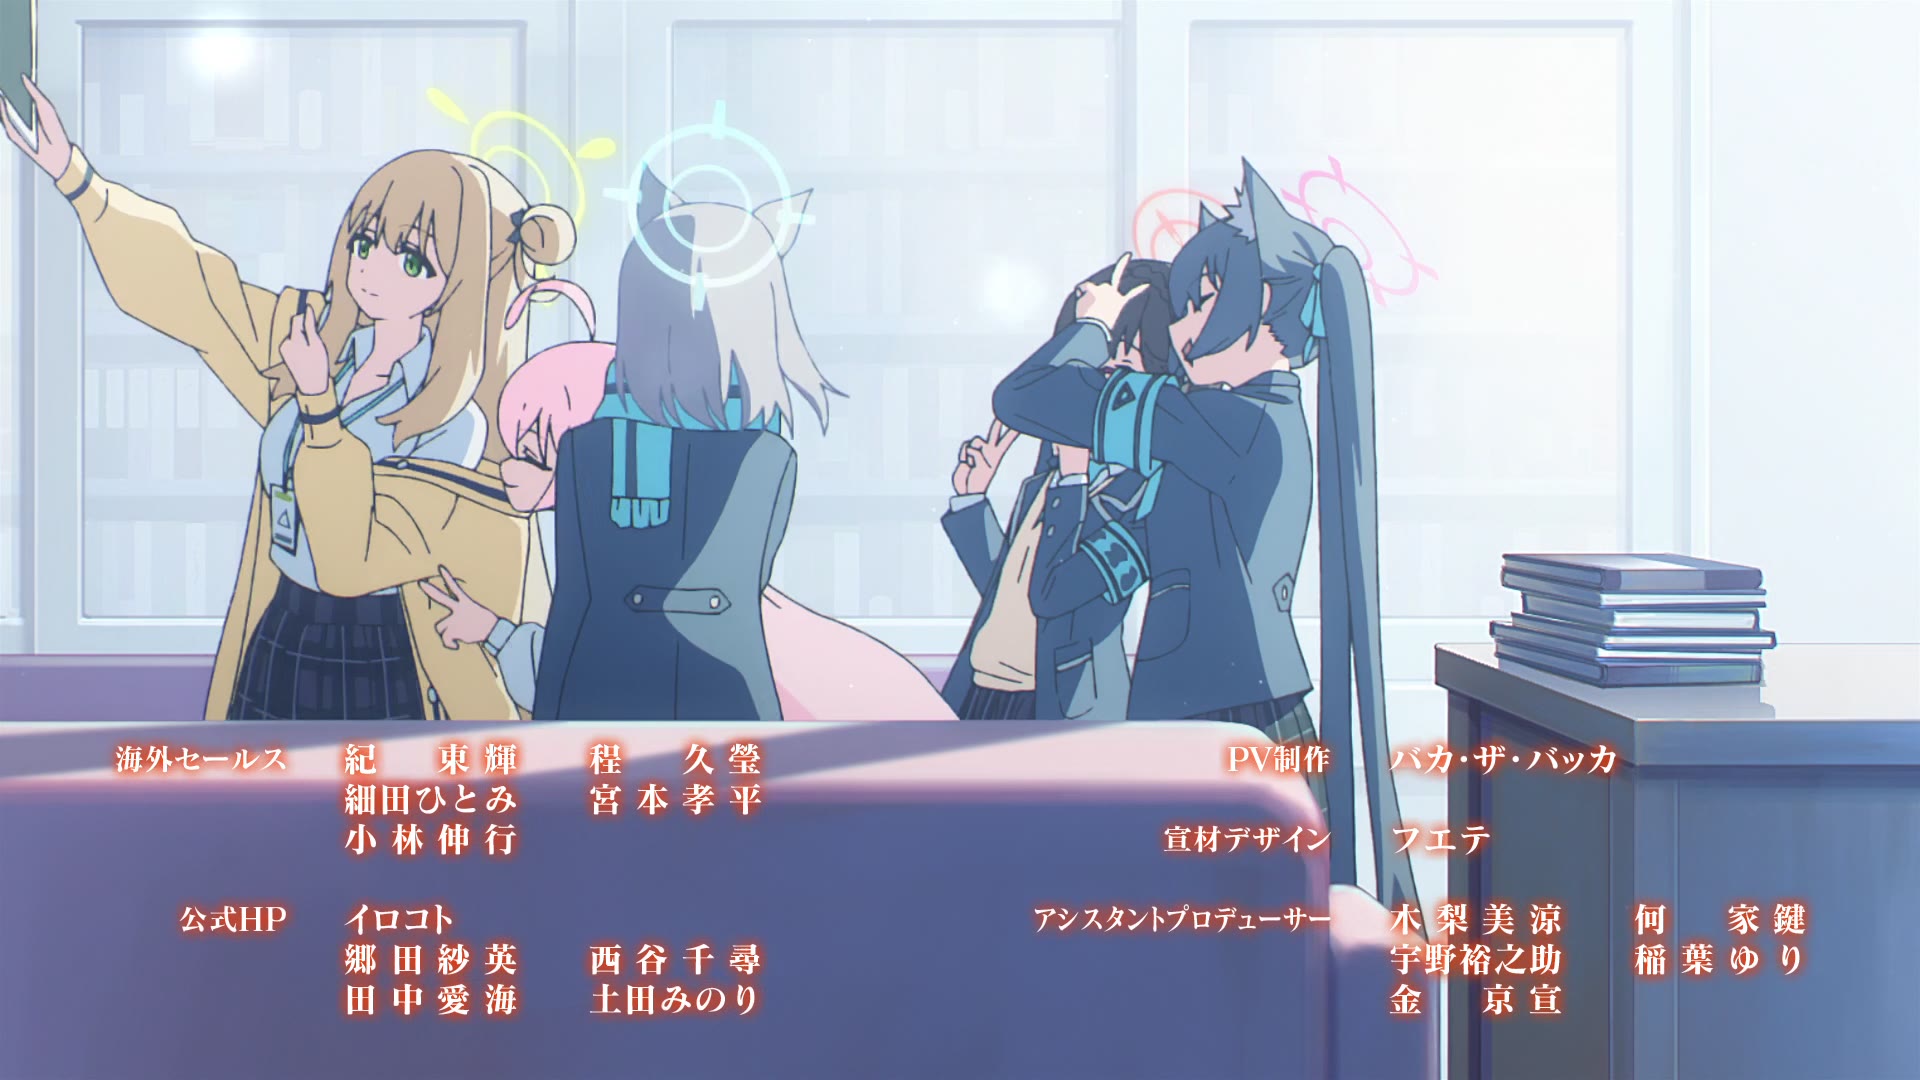 海外セールス 紀東輝 程久瑩
細田ひとみ 宮本孝平
小林伸行
公式HP イロコト
郷田紗英 西谷千尋
田中愛海 土田みのり
PV制作 バカ・ザ・バッカ
宣材デザイン フエテ
アシスタントプロデューサー 木梨美涼 何家鍵
宇野裕之助 稲葉ゆり
金京宣